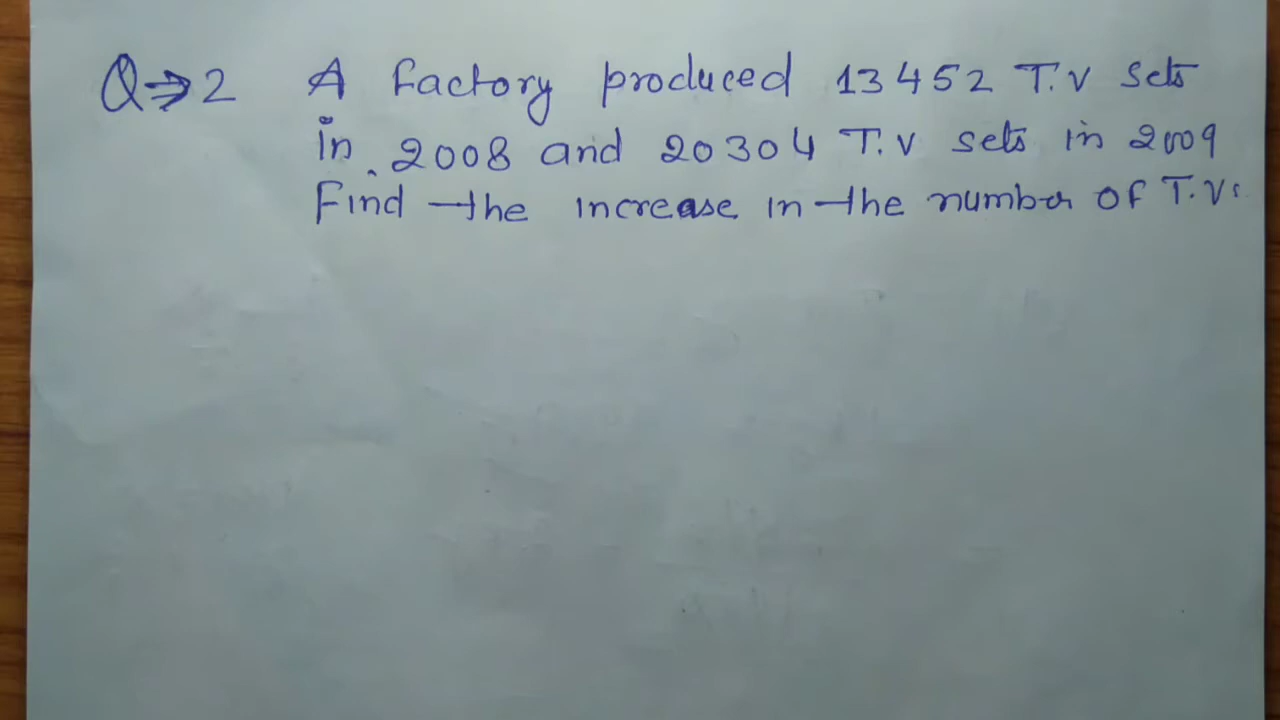 Q⇒2 A factory produced 13452 T.V sets
in 2008 and 20304 T.V sets in 2009
Find the increase in the number of T.Vs